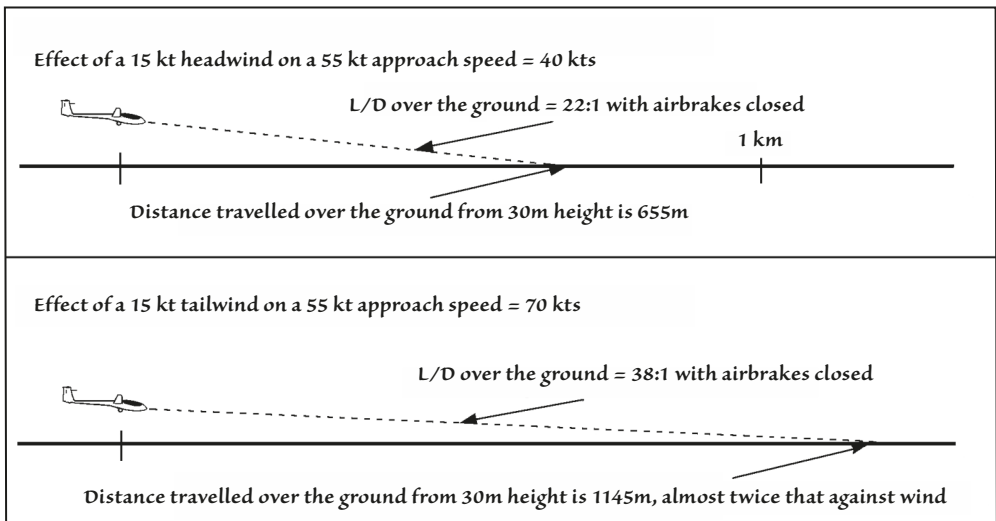 Effect of a 15 kt headwind on a 55 kt approach speed = 40 kts
L/D over the ground = 22:1 with airbrakes closed
1 km
Distance travelled over the ground from 30m height is 655m
Effect of a 15 kt tailwind on a 55 kt approach speed = 70 kts
L/D over the ground = 38:1 with airbrakes closed
Distance travelled over the ground from 30m height is 1145m, almost twice that against wind